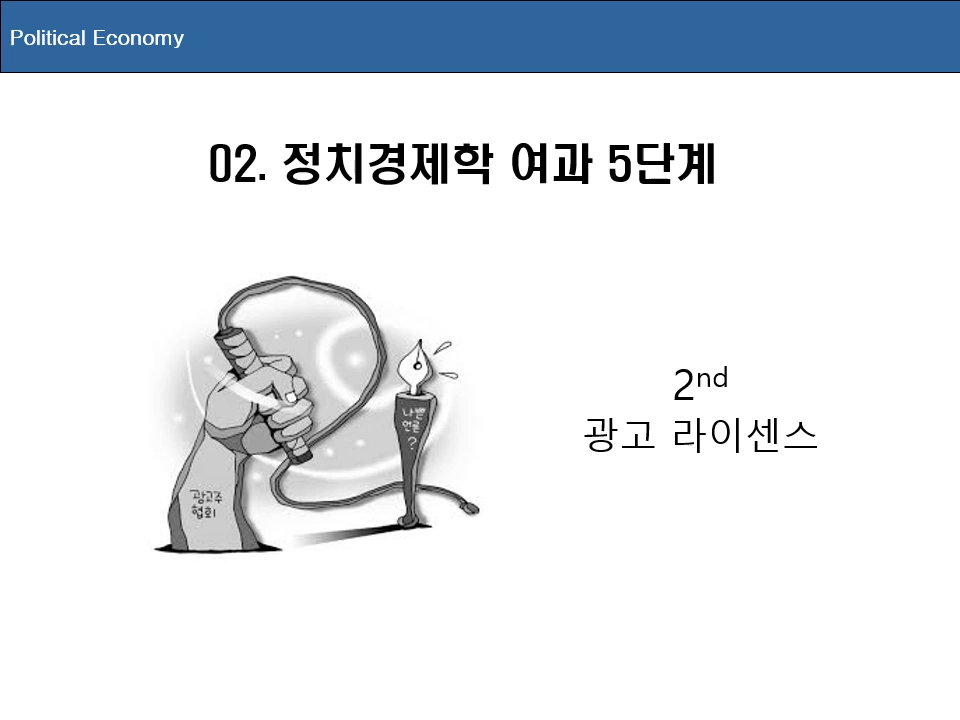 Political Economy
02. 정치경제학 여과 5단계
2nd
광고 라이센스
나쁜
언론
?
광고주
협회